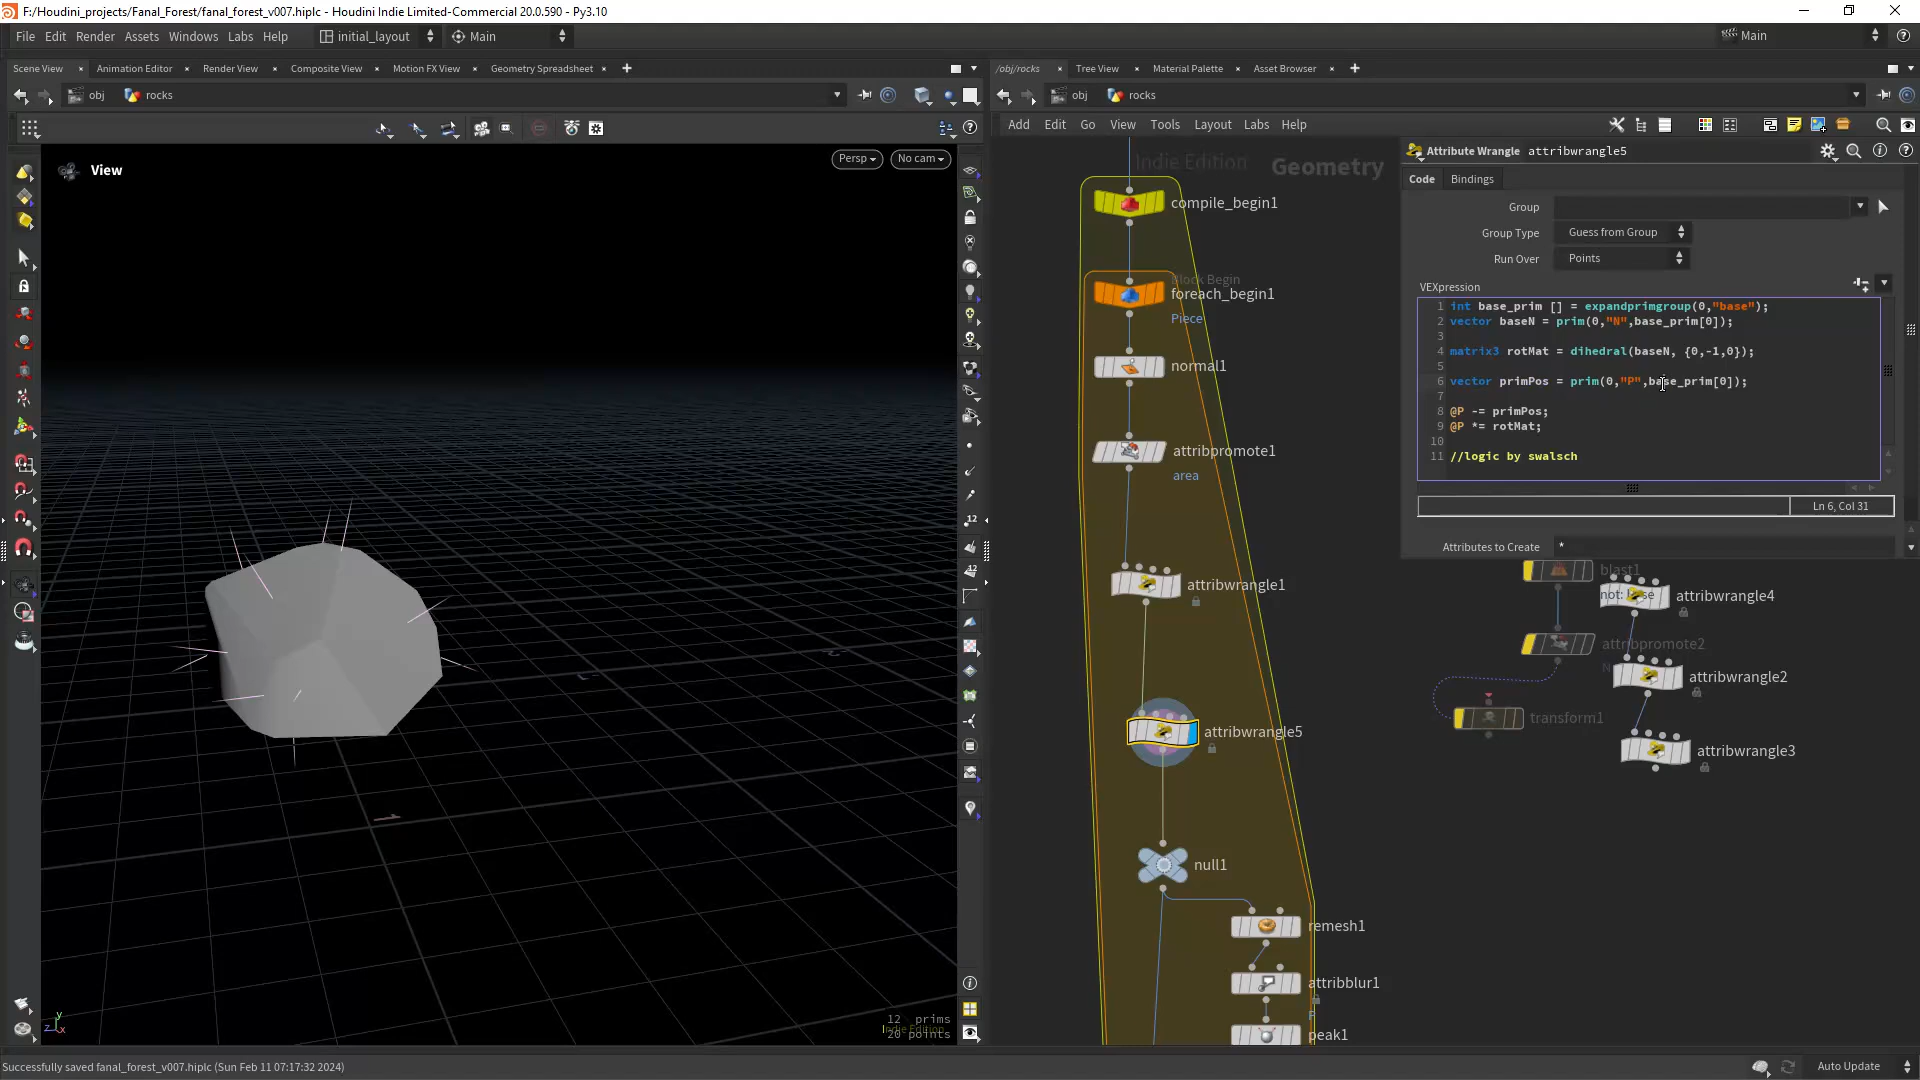 F:/Houdini_projects/Fanal_Forest/fanal_forest_v007.hiplc - Houdini Indie Limited-Commercial 20.0.590 - Py3.10
File Edit Render Assets Windows Labs Help initial_layout Main Main
Scene View Animation Editor Render View Composite View Motion FX View Geometry Spreadsheet
/obj/rocks Tree View Material Palette Asset Browser
obj rocks
obj rocks
Add Edit Go View Tools Layout Labs Help
View
Persp No cam
Indie Edition Geometry
Attribute Wrangle attribwrangle5
Code Bindings
Group
Group Type Guess from Group
Run Over Points
VEXpression
1 int base_prim [] = expandprimgroup(0,"base");
2 vector baseN = prim(0,"N",base_prim[0]);
3
4 matrix3 rotMat = dihedral(baseN, {0,-1,0});
5
6 vector primPos = prim(0,"P",base_prim[0]);
7
8 @P -= primPos;
9 @P *= rotMat;
10
11 //logic by swalsch
Ln 6, Col 31
Attributes to Create *
compile_begin1
Block Begin
foreach_begin1
Piece
normal1
attribpromote1
area
attribwrangle1
attribwrangle5
null1
remesh1
attribblur1
P
peak1
blast1
not: base
attribwrangle4
attribpromote2
N
attribwrangle2
transform1
attribwrangle3
12 prims
Indie Edition
20 points
y
z x
Successfully saved fanal_forest_v007.hiplc (Sun Feb 11 07:17:32 2024)
Auto Update